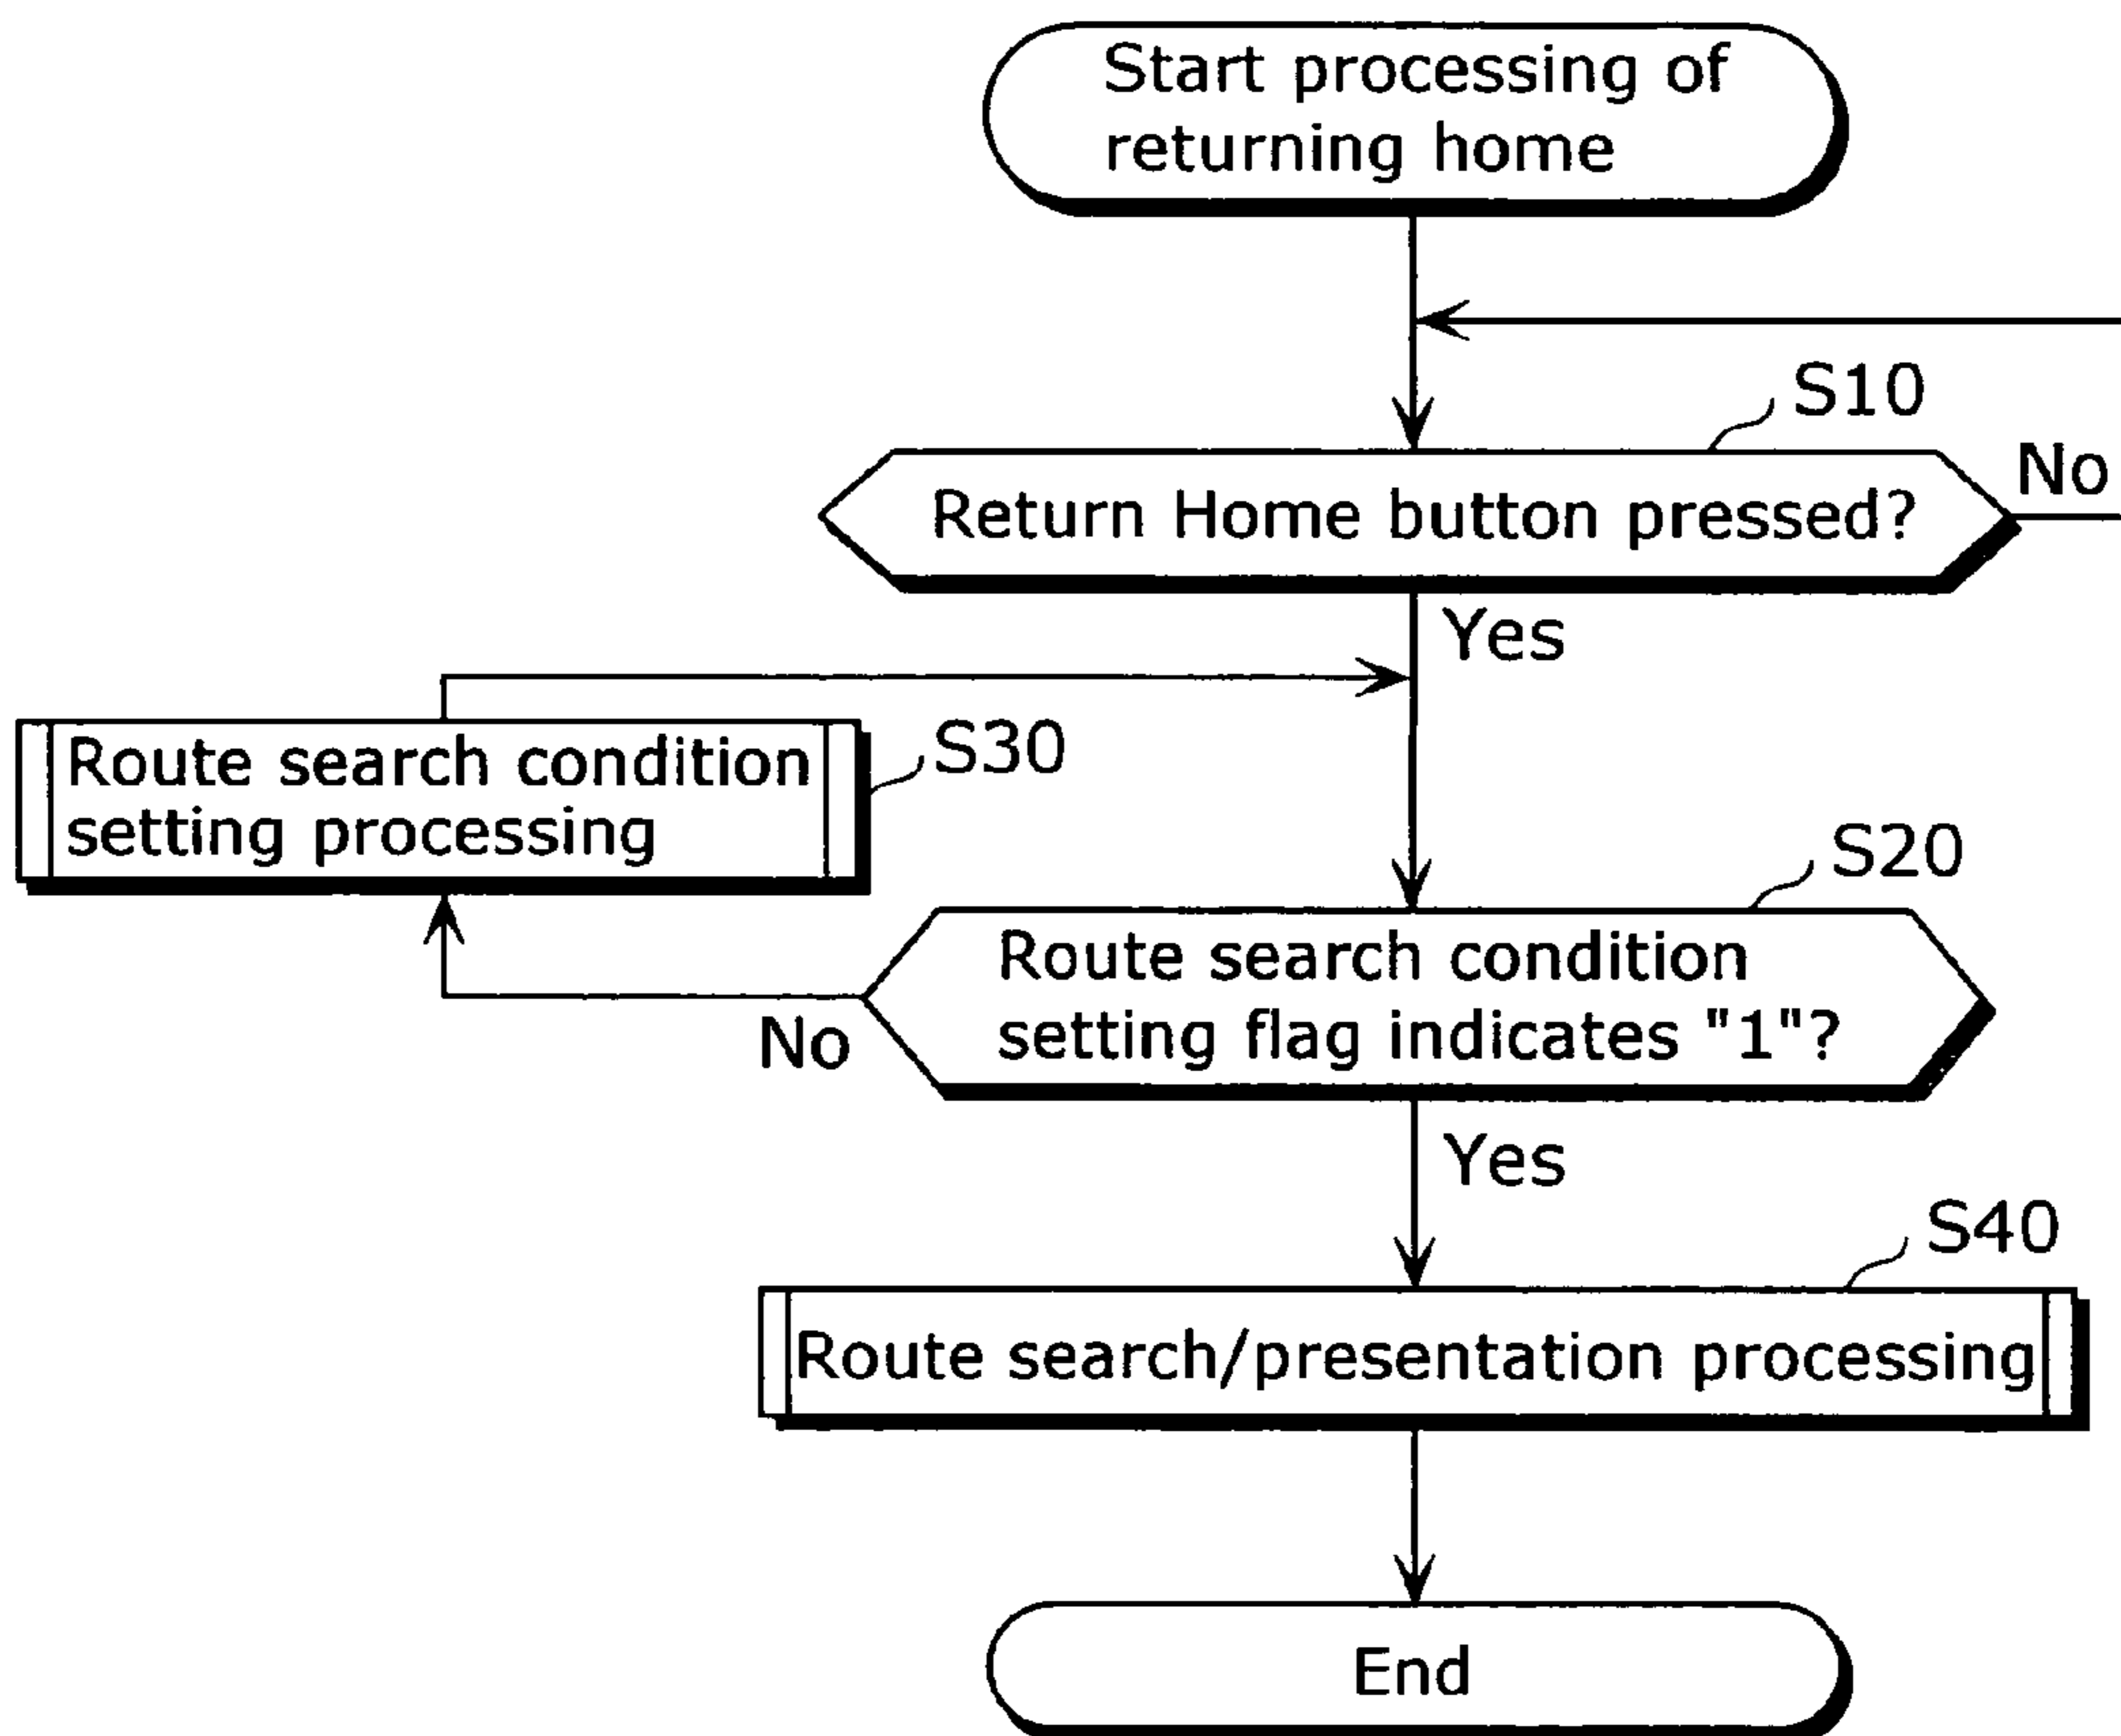 Start processing of
returning home
S10
Return Home button pressed?
No
Yes
Route search condition
setting processing
S30
S20
Route search condition
setting flag indicates "1"?
No
Yes
S40
Route search/presentation processing
End